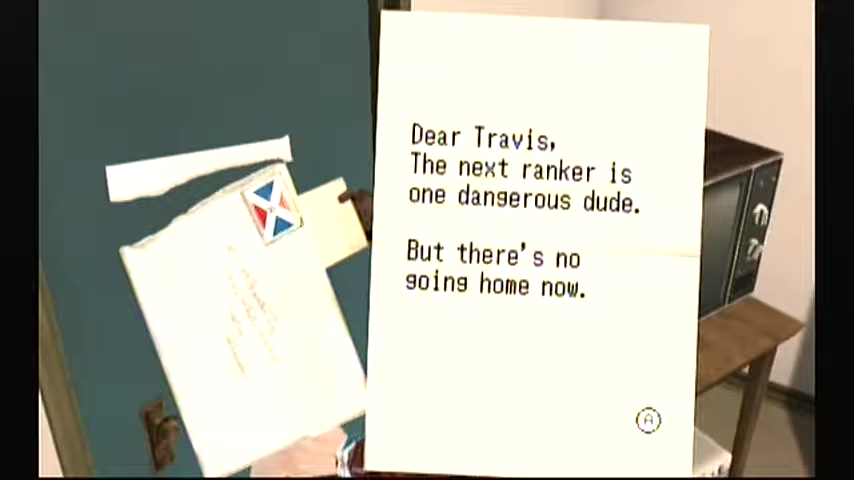 Dear Travis,
The next ranker is
one dangerous dude.
But there's no
going home now.
A